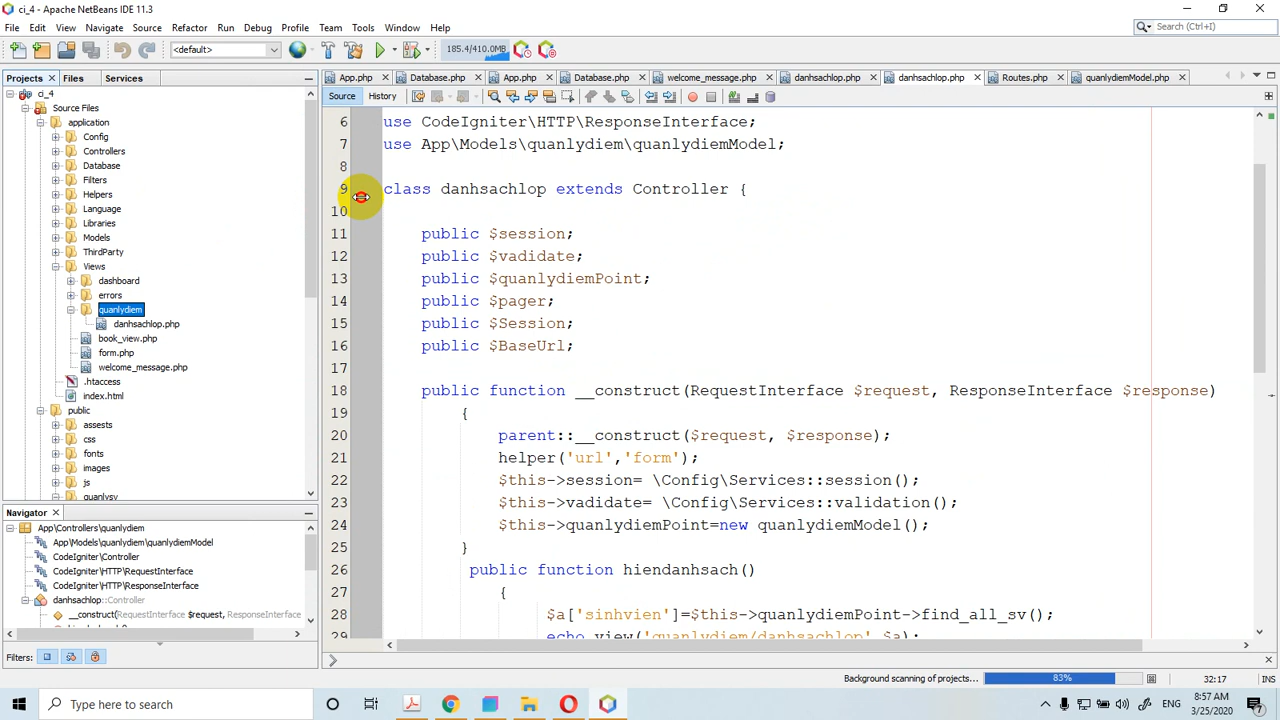 ci_4 - Apache NetBeans IDE 11.3
File Edit View Navigate Source Refactor Run Debug Profile Team Tools Window Help
Search (Ctrl+I)
<default>
185.4/410.0MB
Projects Files Services
App.php Database.php App.php Database.php welcome_message.php danhsachlop.php danhsachlop.php Routes.php quanlydiemModel.php
Source History
ci_4
Source Files
application
Config
Controllers
Database
Filters
Helpers
Language
Libraries
Models
ThirdParty
Views
dashboard
errors
quanlydiem
danhsachlop.php
book_view.php
form.php
welcome_message.php
.htaccess
index.html
public
assests
css
fonts
images
js
quanlysv
6 use CodeIgniter\HTTP\ResponseInterface;
7 use App\Models\quanlydiem\quanlydiemModel;
8
9 class danhsachlop extends Controller {
10
11 public $session;
12 public $vadidate;
13 public $quanlydiemPoint;
14 public $pager;
15 public $Session;
16 public $BaseUrl;
17
18 public function __construct(RequestInterface $request, ResponseInterface $response)
19 {
20 parent::__construct($request, $response);
21 helper('url','form');
22 $this->session= \Config\Services::session();
23 $this->vadidate= \Config\Services::validation();
24 $this->quanlydiemPoint=new quanlydiemModel();
25 }
26 public function hiendanhsach()
27 {
28 $a['sinhvien']=$this->quanlydiemPoint->find_all_sv();
29 echo view('quanlydiem/danhsachlop',$a);
Navigator
App\Controllers\quanlydiem
App\Models\quanlydiem\quanlydiemModel
CodeIgniter\Controller
CodeIgniter\HTTP\RequestInterface
CodeIgniter\HTTP\ResponseInterface
danhsachlop::Controller
__construct(RequestInterface $request, ResponseInterface
Filters:
Background scanning of projects... 83% 32:17 INS
Type here to search
ENG
8:57 AM
3/25/2020